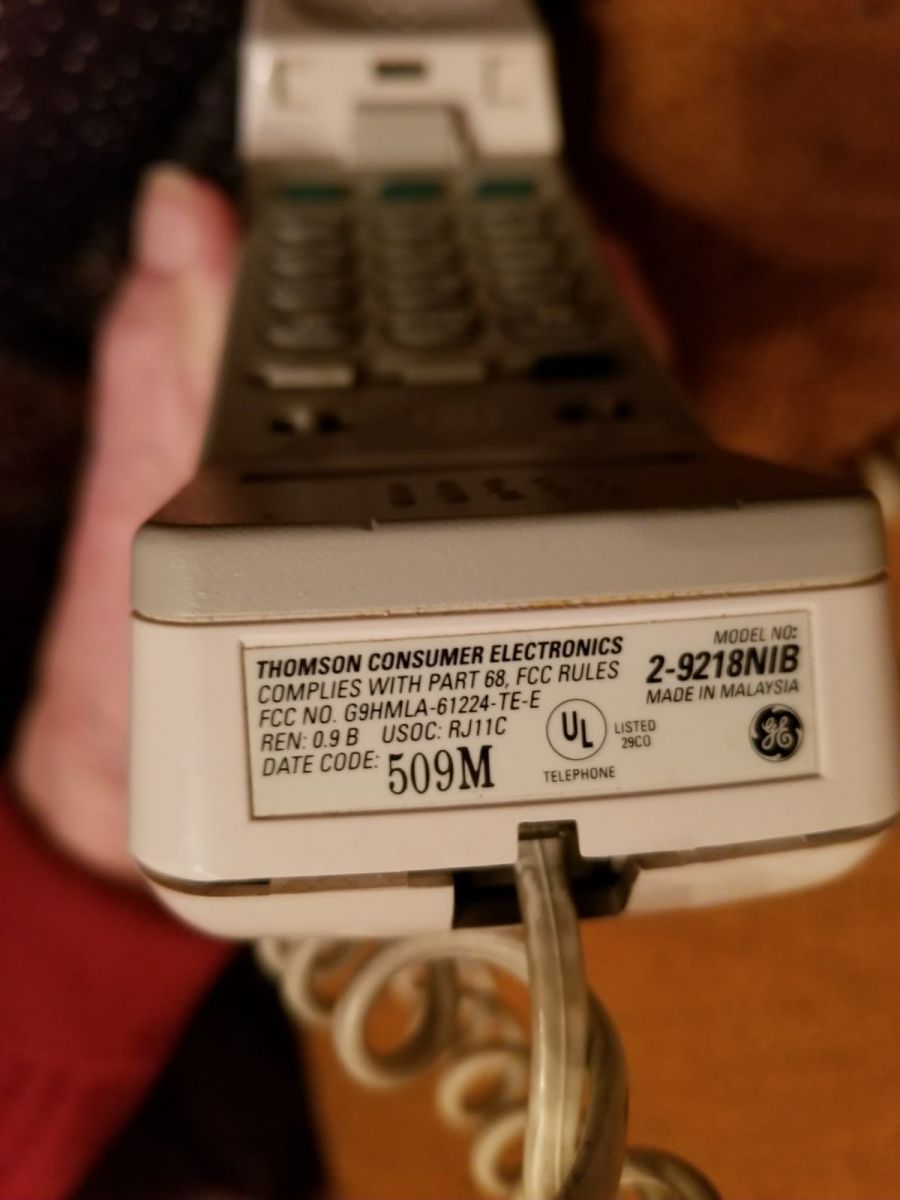 THOMSON CONSUMER ELECTRONICS
COMPLIES WITH PART 68, FCC RULES
FCC NO. G9HMLA-61224-TE-E
REN: 0.9 B USOC: RJ11C
DATE CODE: 509M
UL
LISTED
29C0
TELEPHONE
MODEL NO:
2-9218NIB
MADE IN MALAYSIA
GE